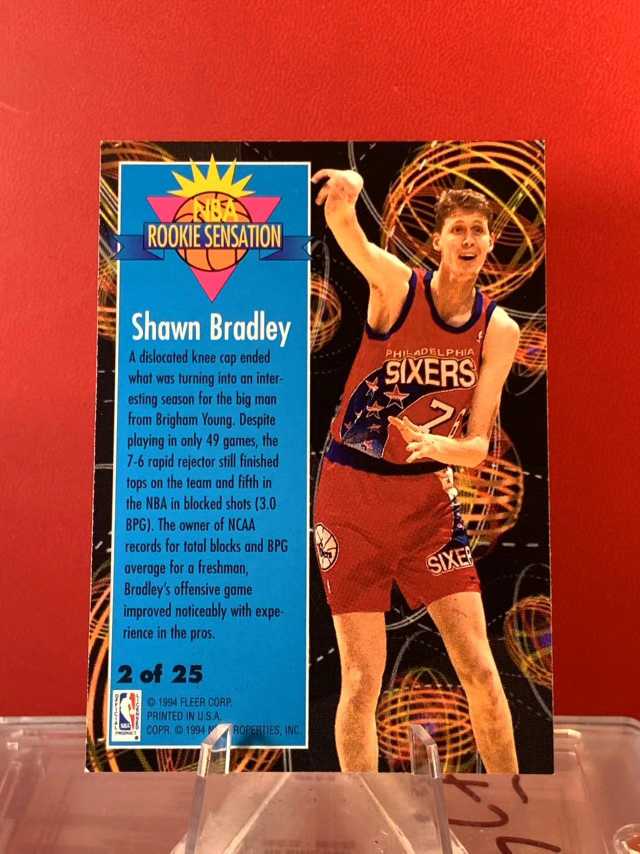 NBA
ROOKIE SENSATION
Shawn Bradley
A dislocated knee cap ended
what was turning into an inter-
esting season for the big man
from Brigham Young. Despite
playing in only 49 games, the
7-6 rapid rejector still finished
tops on the team and fifth in
the NBA in blocked shots (3.0
BPG). The owner of NCAA
records for total blocks and BPG
average for a freshman,
Bradley's offensive game
improved noticeably with expe-
rience in the pros.
2 of 25
© 1994 FLEER CORP.
PRINTED IN U.S.A.
COPR. © 1994 INC.
PHILADELPHIA
SIXERS
SIXE